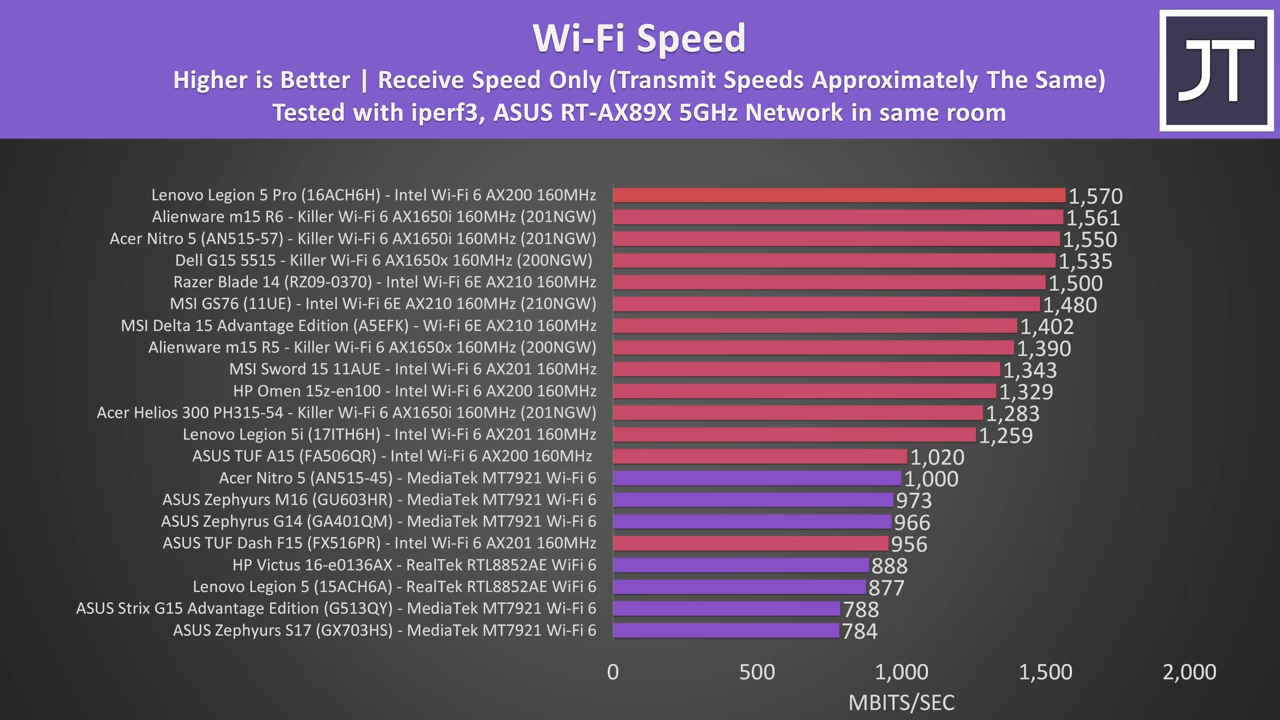 Wi-Fi Speed
Higher is Better | Receive Speed Only (Transmit Speeds Approximately The Same)
Tested with iperf3, ASUS RT-AX89X 5GHz Network in same room
JT
Lenovo Legion 5 Pro (16ACH6H) - Intel Wi-Fi 6 AX200 160MHz 1,570
Alienware m15 R6 - Killer Wi-Fi 6 AX1650i 160MHz (201NGW) 1,561
Acer Nitro 5 (AN515-57) - Killer Wi-Fi 6 AX1650i 160MHz (201NGW) 1,550
Dell G15 5515 - Killer Wi-Fi 6 AX1650x 160MHz (200NGW) 1,535
Razer Blade 14 (RZ09-0370) - Intel Wi-Fi 6E AX210 160MHz 1,500
MSI GS76 (11UE) - Intel Wi-Fi 6E AX210 160MHz (210NGW) 1,480
MSI Delta 15 Advantage Edition (A5EFK) - Wi-Fi 6E AX210 160MHz 1,402
Alienware m15 R5 - Killer Wi-Fi 6 AX1650x 160MHz (200NGW) 1,390
MSI Sword 15 11AUE - Intel Wi-Fi 6 AX201 160MHz 1,343
HP Omen 15z-en100 - Intel Wi-Fi 6 AX200 160MHz 1,329
Acer Helios 300 PH315-54 - Killer Wi-Fi 6 AX1650i 160MHz (201NGW) 1,283
Lenovo Legion 5i (17ITH6H) - Intel Wi-Fi 6 AX201 160MHz 1,259
ASUS TUF A15 (FA506QR) - Intel Wi-Fi 6 AX200 160MHz 1,020
Acer Nitro 5 (AN515-45) - MediaTek MT7921 Wi-Fi 6 1,000
ASUS Zephyurs M16 (GU603HR) - MediaTek MT7921 Wi-Fi 6 973
ASUS Zephyrus G14 (GA401QM) - MediaTek MT7921 Wi-Fi 6 966
ASUS TUF Dash F15 (FX516PR) - Intel Wi-Fi 6 AX201 160MHz 956
HP Victus 16-e0136AX - RealTek RTL8852AE WiFi 6 888
Lenovo Legion 5 (15ACH6A) - RealTek RTL8852AE WiFi 6 877
ASUS Strix G15 Advantage Edition (G513QY) - MediaTek MT7921 Wi-Fi 6 788
ASUS Zephyurs S17 (GX703HS) - MediaTek MT7921 Wi-Fi 6 784
0 500 1,000 1,500 2,000
MBITS/SEC